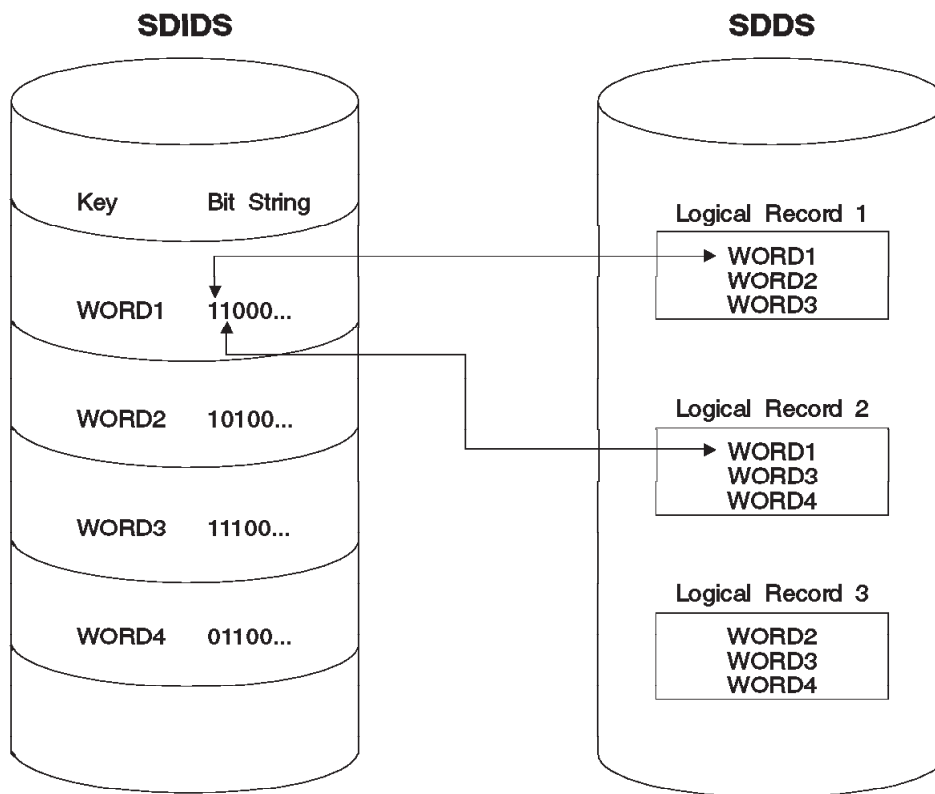 SDIDS
Key Bit String
WORD1 11000...
WORD2 10100...
WORD3 11100...
WORD4 01100...
SDDS
Logical Record 1
WORD1
WORD2
WORD3
Logical Record 2
WORD1
WORD3
WORD4
Logical Record 3
WORD2
WORD3
WORD4